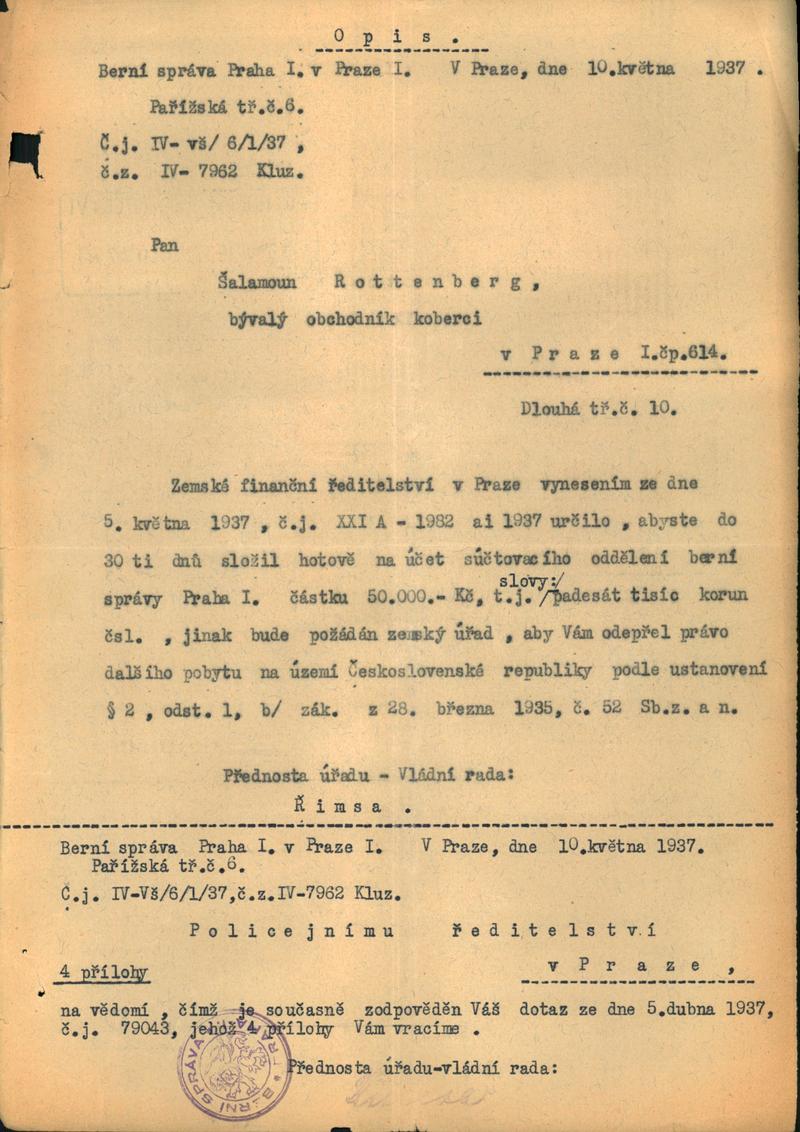 O p i s .
Berní správa Praha I. v Praze I. V Praze, dne 10.května 1937 .
Pařížská tř.č.6.
Č.j. IV- vš/ 6/1/37 ,
č.z. IV- 7962 Kluz.
Pan
Šalamoun R o t t e n b e r g ,
bývalý obchodník koberci
v P r a z e I.čp.614.
Dlouhá tř.č. 10.
Zemské finanční ředitelství v Praze vynesením ze dne
5. května 1937 , č.j. XXI A - 1982 ai 1937 určilo , abyste do
30 ti dnů složil hotově na účet súčtovacího oddělení berní
slovy:/
správy Praha I. částku 50.000.- Kč, t.j. /padesát tisíc korun
čsl. , jinak bude požádán zemský úřad , aby Vám odepřel právo
dalšího pobytu na území Československé republiky podle ustanovení
§ 2 , odst. 1, b/ zák. z 28. března 1935, č. 52 Sb.z. a n.
Přednosta úřadu - Vládní rada:
Ř i m s a .
Berní správa Praha I. v Praze I. V Praze, dne 10.května 1937.
Pařížská tř.č.6.
Č.j. IV-Vš/6/1/37,č.z.IV-7962 Kluz.
P o l i c e j n í m u ř e d i t e l s t v í
v P r a z e ,
4 přílohy
na vědomí , čímž je současně zodpověděn Váš dotaz ze dne 5.dubna 1937,
č.j. 79043, jehož 4 přílohy Vám vracíme .
Přednosta úřadu-vládní rada:
BERNÍ SPRÁVA